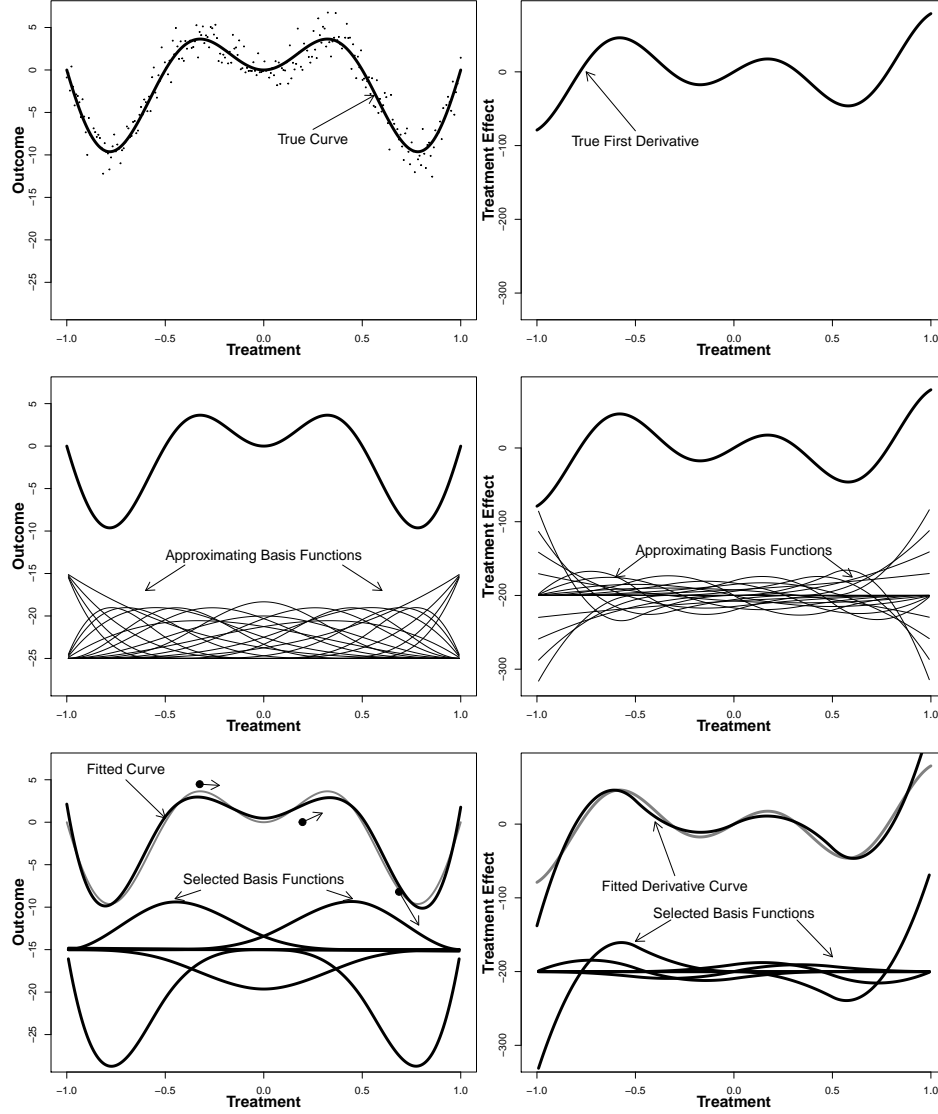 Outcome
5
0
−5
−10
−15
−20
−25
True Curve
−1.0 −0.5 0.0 0.5 1.0
Treatment
Treatment Effect
0
−100
−200
−300
True First Derivative
−1.0 −0.5 0.0 0.5 1.0
Treatment
Outcome
5
0
−5
−10
−15
−20
−25
Approximating Basis Functions
−1.0 −0.5 0.0 0.5 1.0
Treatment
Treatment Effect
0
−100
−200
−300
Approximating Basis Functions
−1.0 −0.5 0.0 0.5 1.0
Treatment
Outcome
5
0
−5
−10
−15
−20
−25
Fitted Curve
Selected Basis Functions
−1.0 −0.5 0.0 0.5 1.0
Treatment
Treatment Effect
0
−100
−200
−300
Fitted Derivative Curve
Selected Basis Functions
−1.0 −0.5 0.0 0.5 1.0
Treatment